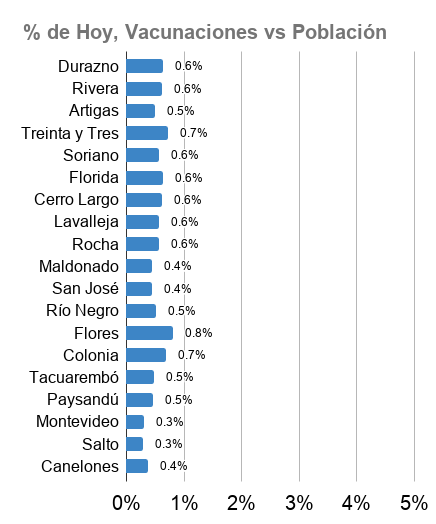 % de Hoy, Vacunaciones vs Población
Durazno 0.6%
Rivera 0.6%
Artigas 0.5%
Treinta y Tres 0.7%
Soriano 0.6%
Florida 0.6%
Cerro Largo 0.6%
Lavalleja 0.6%
Rocha 0.6%
Maldonado 0.4%
San José 0.4%
Río Negro 0.5%
Flores 0.8%
Colonia 0.7%
Tacuarembó 0.5%
Paysandú 0.5%
Montevideo 0.3%
Salto 0.3%
Canelones 0.4%
0% 1% 2% 3% 4% 5%